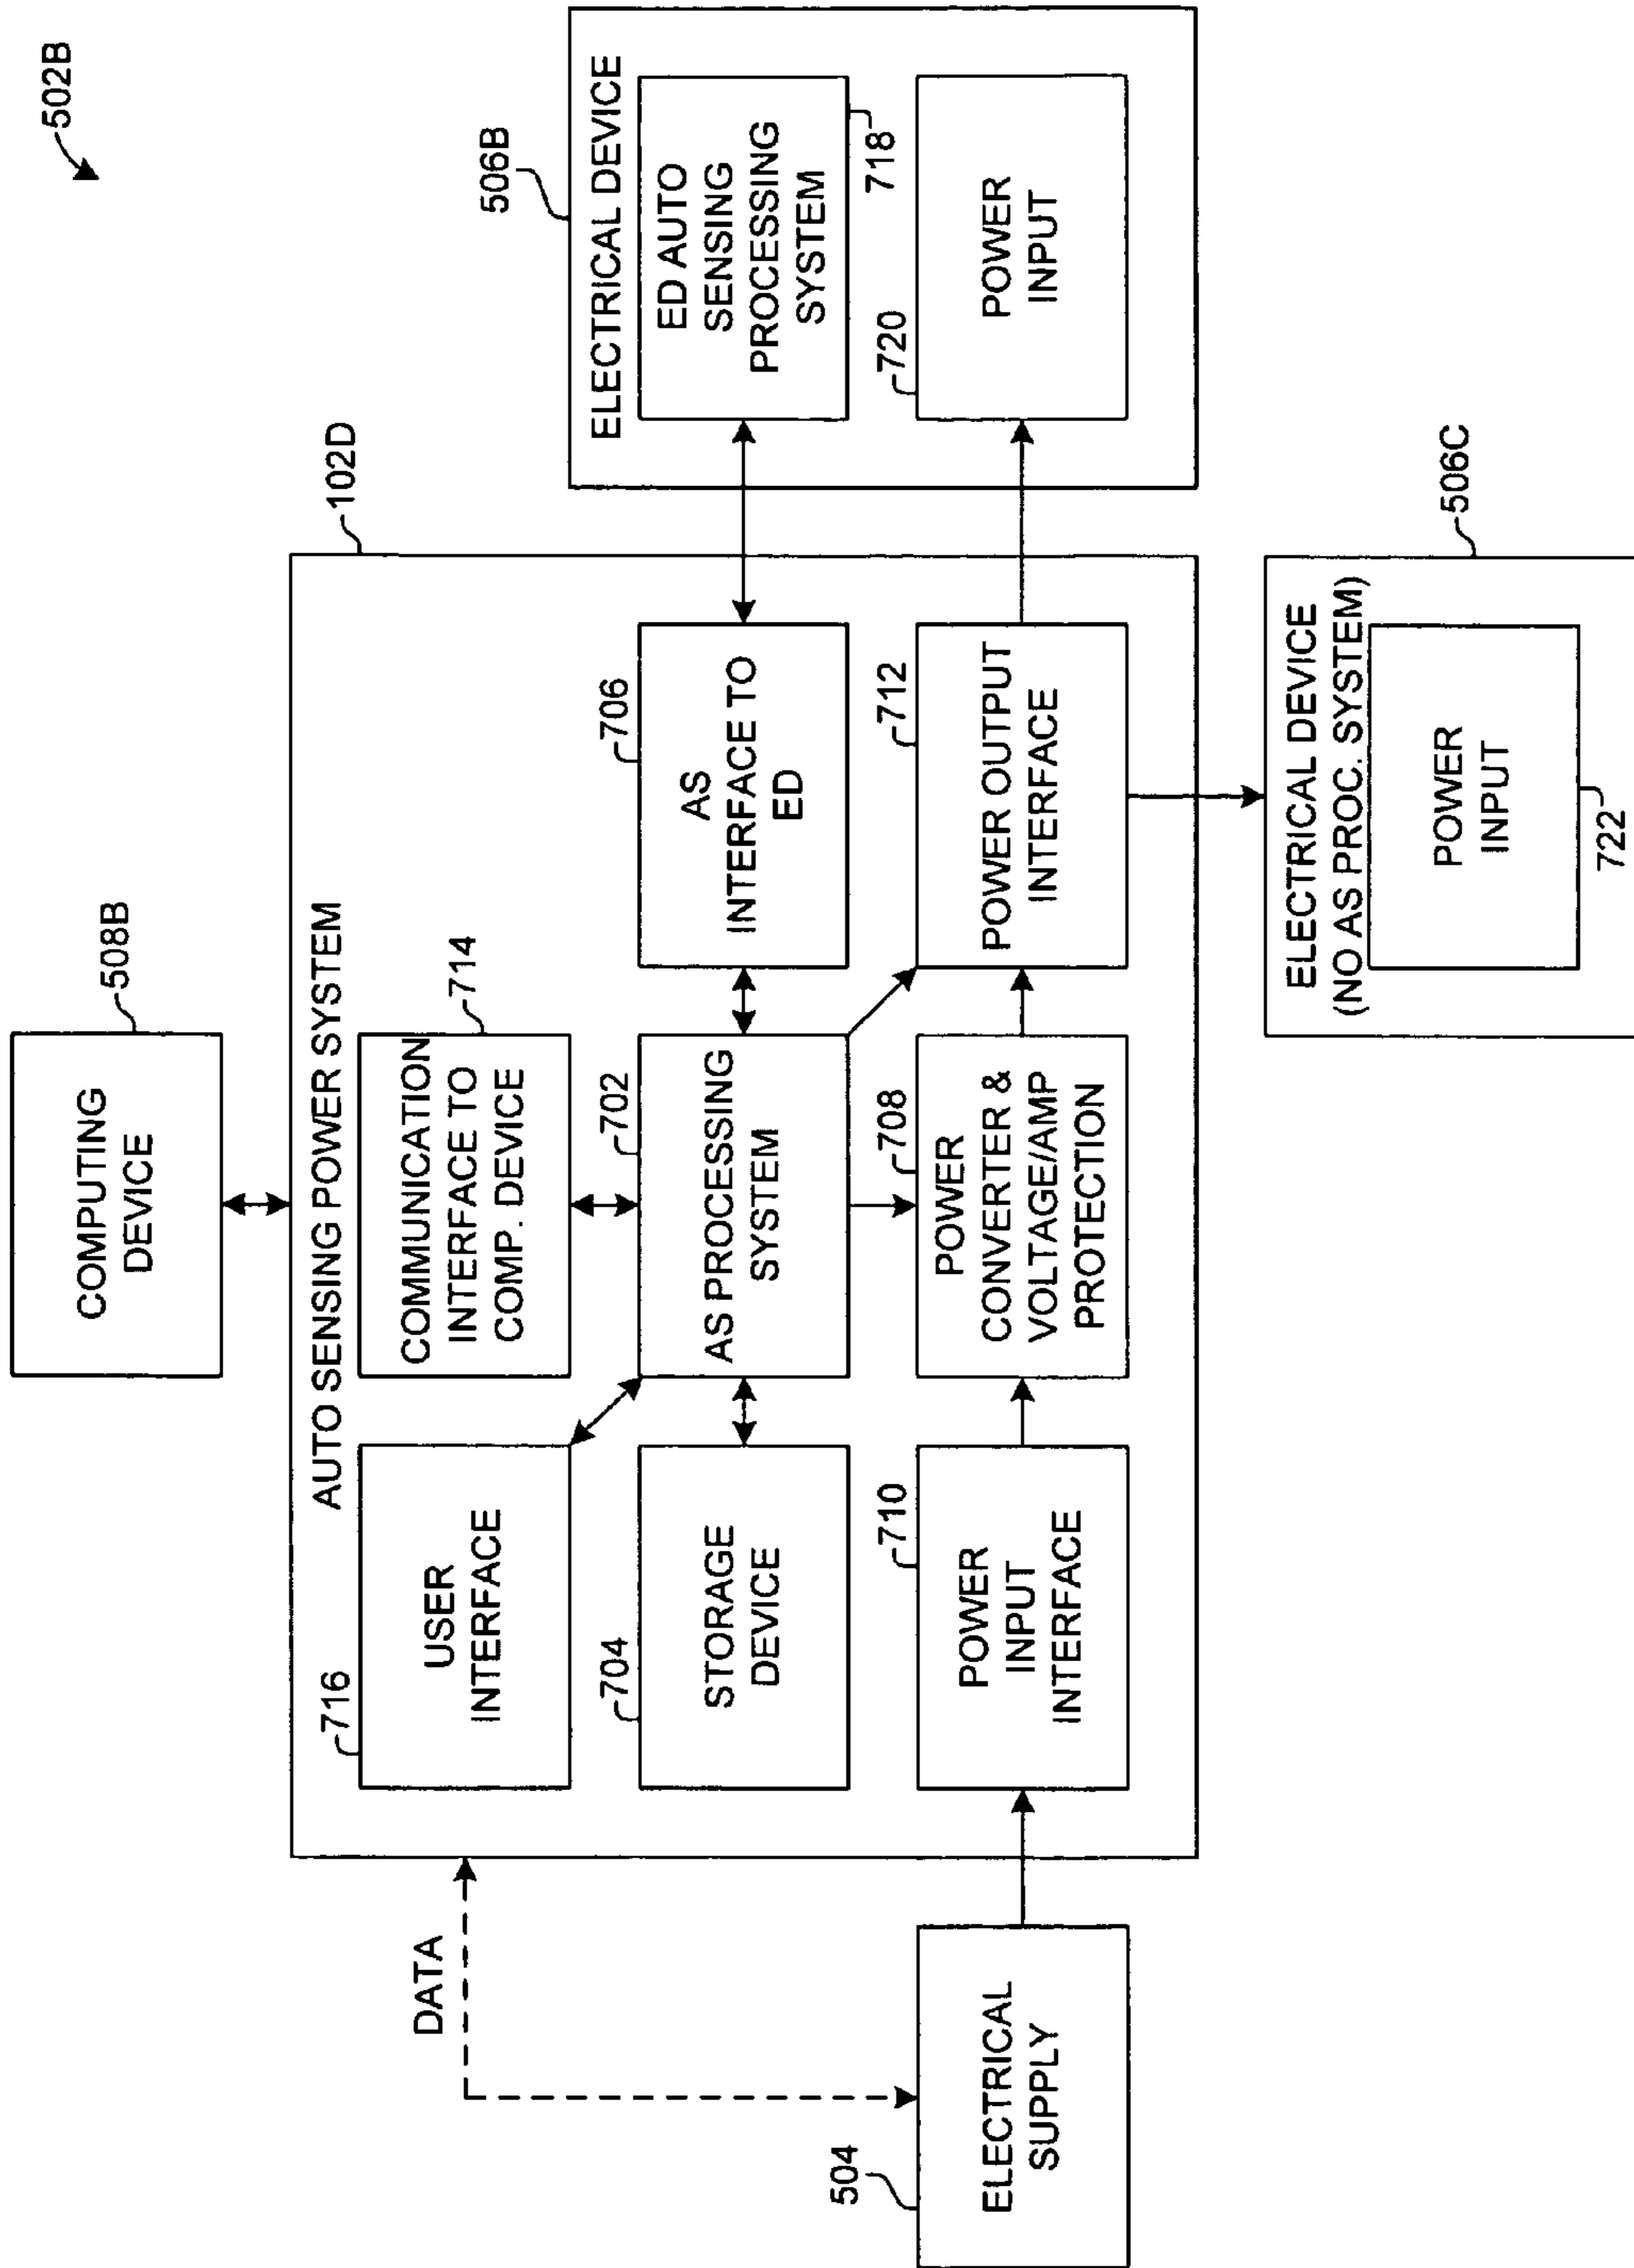 502B
COMPUTING
DEVICE
508B
AUTO SENSING POWER SYSTEM
102D
716
USER
INTERFACE
COMMUNICATION
INTERFACE TO
COMP. DEVICE
714
704
STORAGE
DEVICE
702
AS PROCESSING
SYSTEM
706
AS
INTERFACE TO
ED
710
POWER
INPUT
INTERFACE
708
POWER
CONVERTER &
VOLTAGE/AMP
PROTECTION
712
POWER OUTPUT
INTERFACE
DATA
504
ELECTRICAL
SUPPLY
506B
ELECTRICAL DEVICE
ED AUTO
SENSING
PROCESSING
SYSTEM
718
720
POWER
INPUT
506C
ELECTRICAL DEVICE
(NO AS PROC. SYSTEM)
POWER
INPUT
722